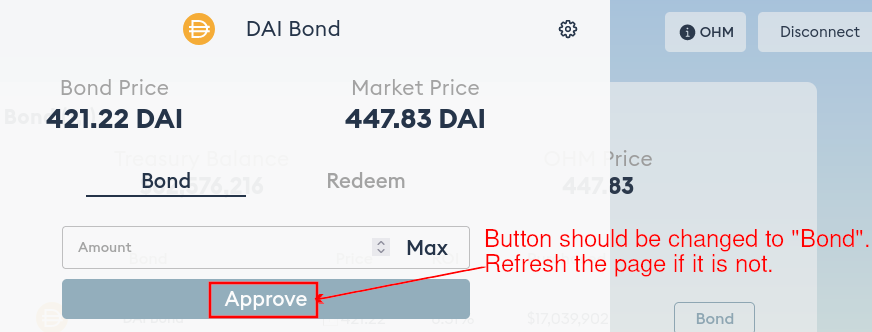 DAI Bond
OHM
Disconnect
Bond Price
Market Price
421.22 DAI
447.83 DAI
Treasury Balance
OHM Price
576.216
447.83
Bond
Redeem
Amount
Max
Button should be changed to "Bond".
Refresh the page if it is not.
Approve
Bond
Price
DAI Bond
421.22
$17,039,902
Bond